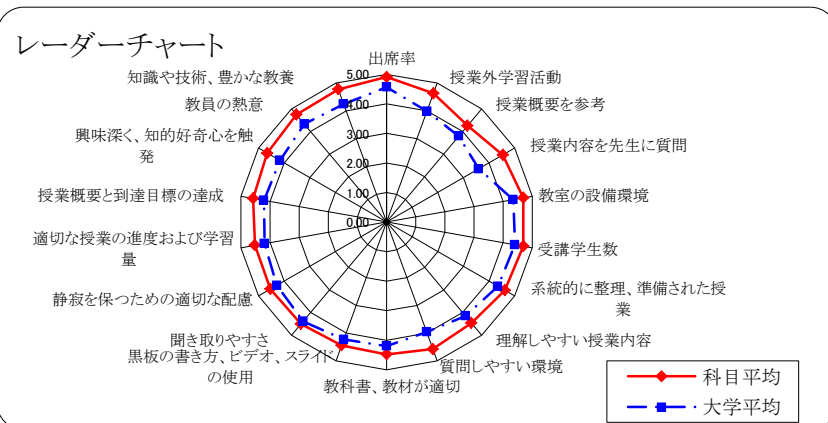 レーダーチャート
出席率
授業外学習活動
授業概要を参考
授業内容を先生に質問
教室の設備環境
受講学生数
系統的に整理、準備された授
業
理解しやすい授業内容
質問しやすい環境
教科書、教材が適切
黒板の書き方、ビデオ、スライド
の使用
聞き取りやすさ
静寂を保つための適切な配慮
適切な授業の進度および学習
量
授業概要と到達目標の達成
興味深く、知的好奇心を触
発
教員の熱意
知識や技術、豊かな教養
5.00
4.00
3.00
2.00
1.00
0.00
科目平均
大学平均